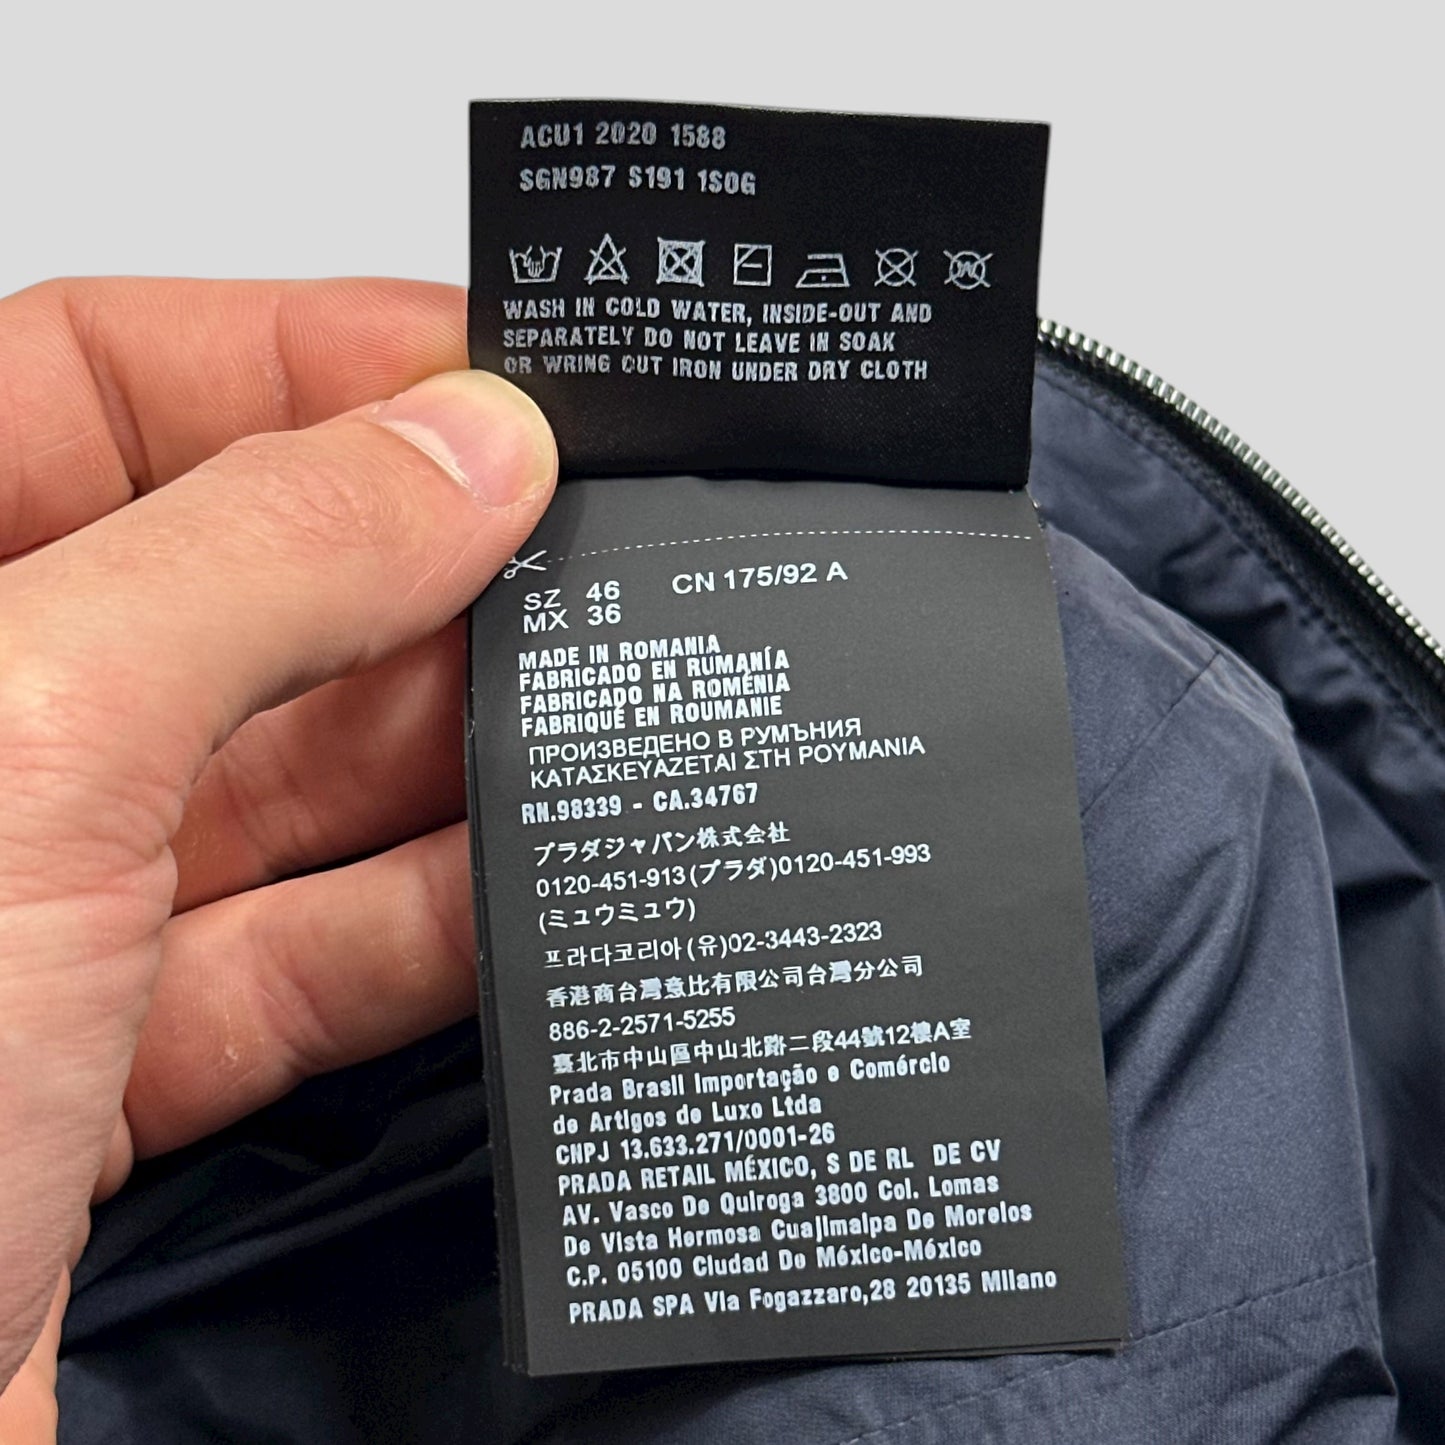 ACU1 2020 1588
SGN987 S191 1S0G
WASH IN COLD WATER, INSIDE-OUT AND
SEPARATELY DO NOT LEAVE IN SOAK
OR WRING OUT IRON UNDER DRY CLOTH
SZ 46 CN 175/92 A
MX 36
MADE IN ROMANIA
FABRICADO EN RUMANÍA
FABRICADO NA ROMÉNIA
FABRIQUÉ EN ROUMANIE
ПРОИЗВЕДЕНО В РУМЪНИЯ
ΚΑΤΑΣΚΕΥΑΖΕΤΑΙ ΣΤΗ ΡΟΥΜΑΝΙΑ
RN.98339 - CA.34767
プラダジャパン株式会社
0120-451-913(プラダ)0120-451-993
(ミュウミュウ)
프라다코리아(유)02-3443-2323
香港商台灣意比有限公司台灣分公司
886-2-2571-5255
臺北市中山區中山北路二段44號12樓A室
Prada Brasil Importação e Comércio
de Artigos de Luxo Ltda
CNPJ 13.633.271/0001-26
PRADA RETAIL MÉXICO, S DE RL DE CV
AV. Vasco De Quiroga 3800 Col. Lomas
De Vista Hermosa Cuajimalpa De Morelos
C.P. 05100 Ciudad De México-México
PRADA SPA Via Fogazzaro,28 20135 Milano